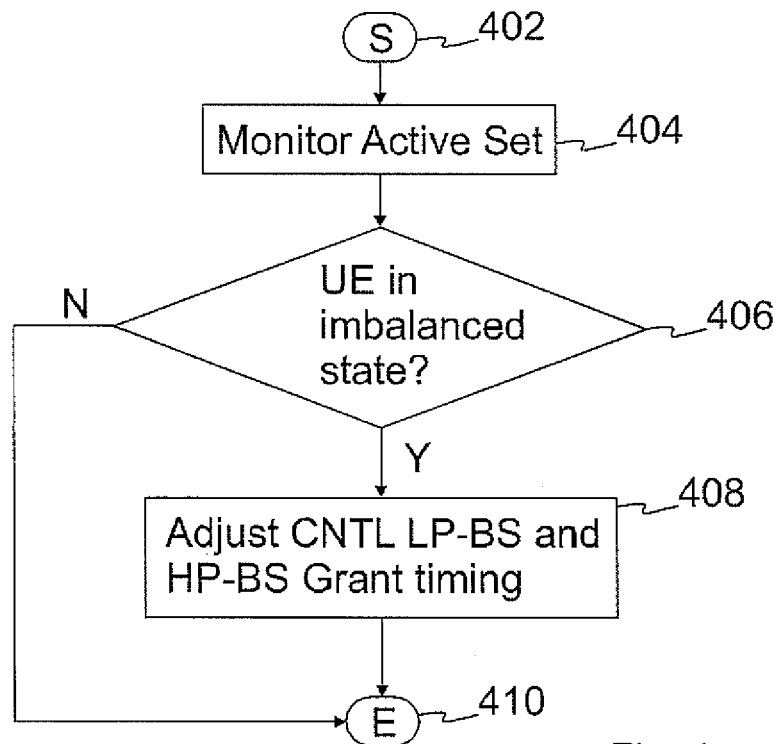 S
402
Monitor Active Set
404
UE in
imbalanced
state?
406
N
Y
408
Adjust CNTL LP-BS and
HP-BS Grant timing
E
410